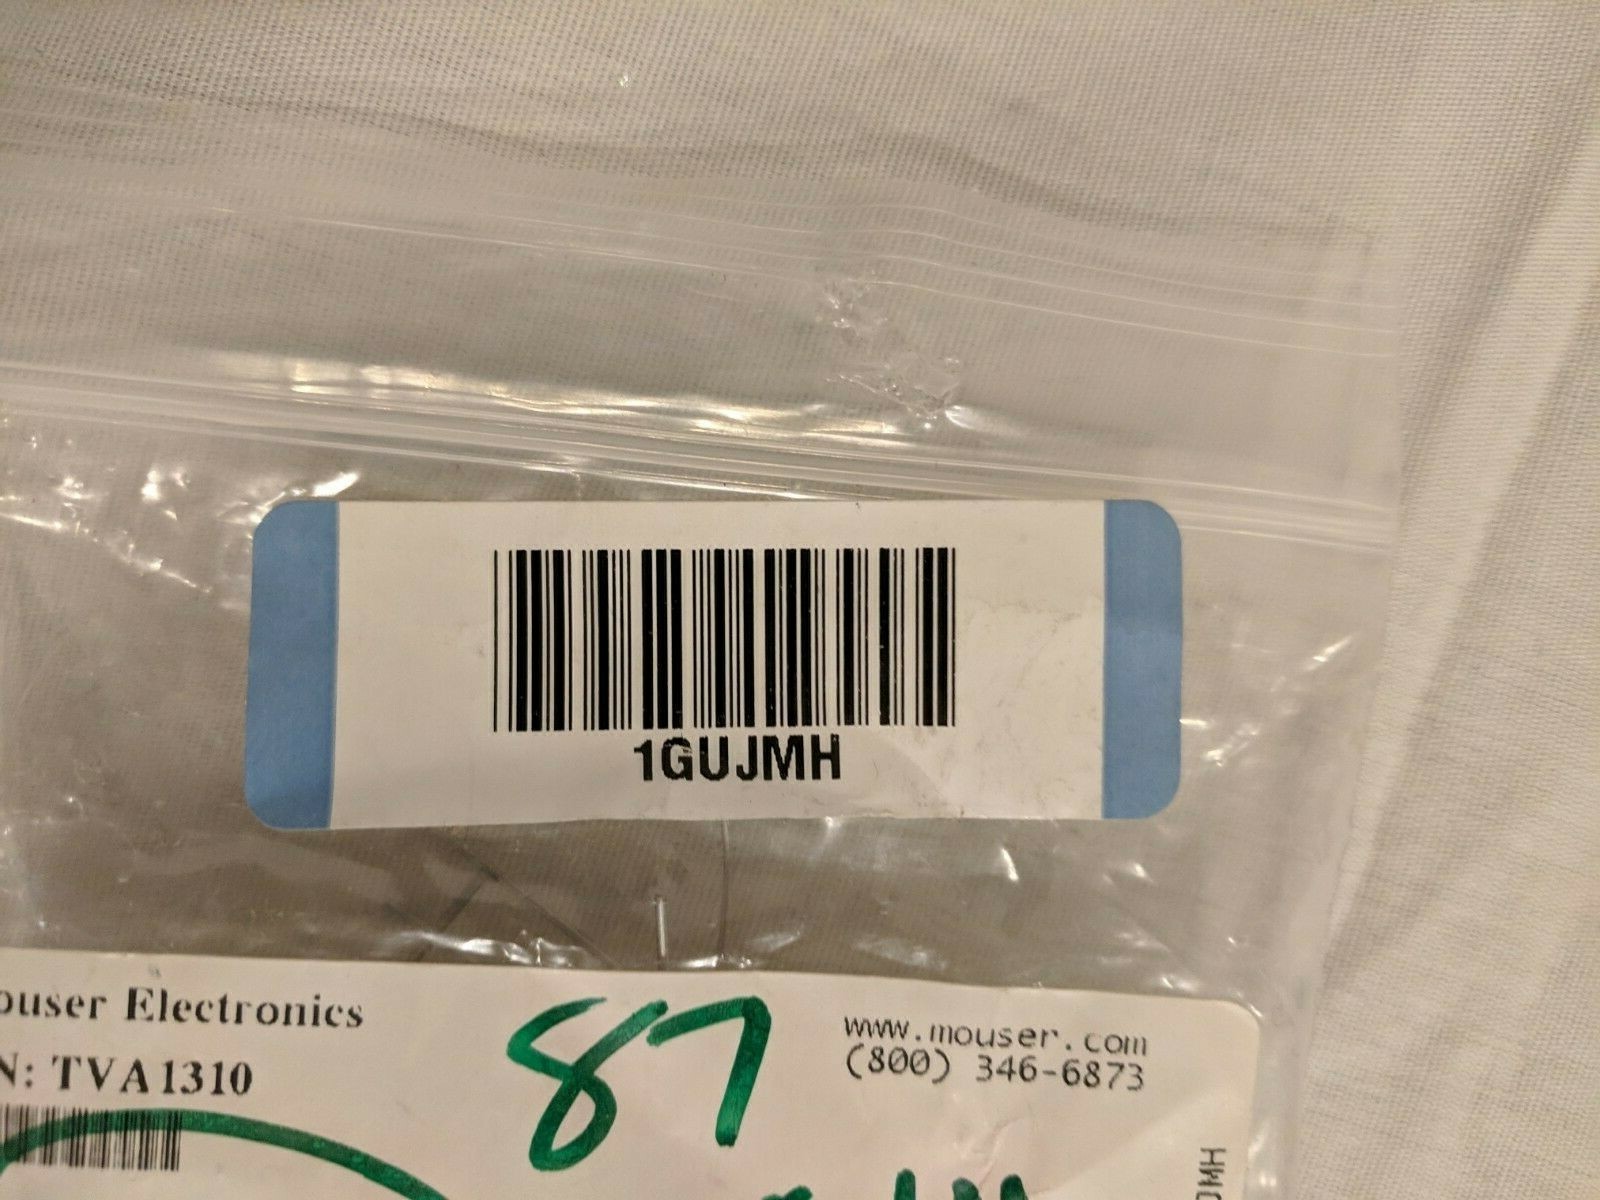 1GUJMH
ouser Electronics
87
www.mouser.com
N: TVA1310
(800) 346-6873